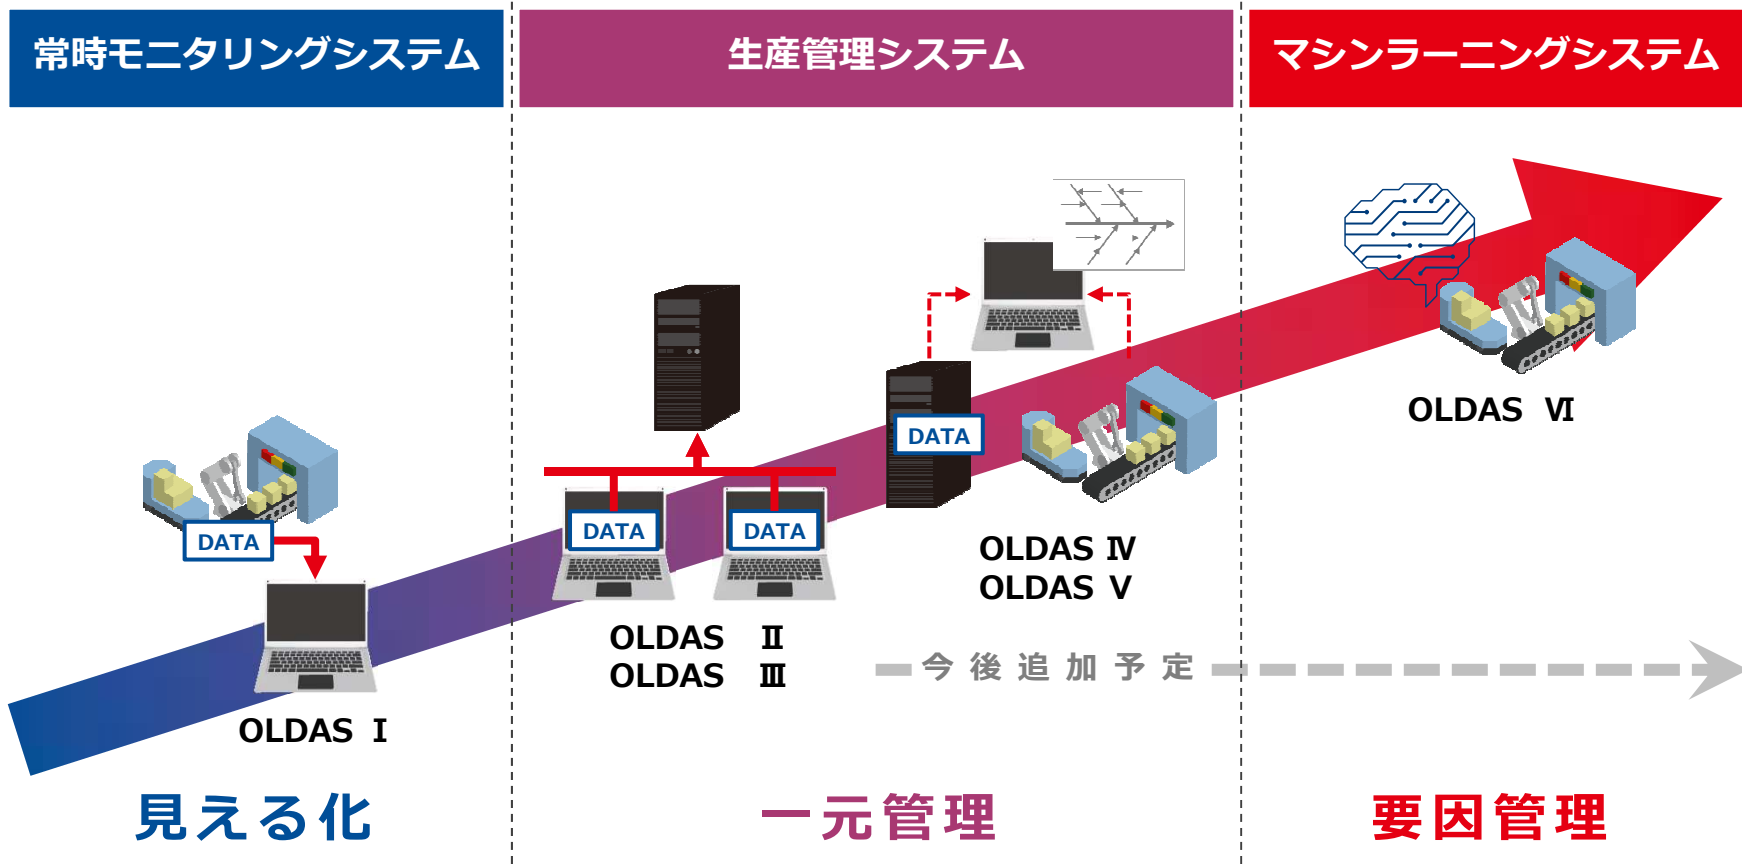 常時モニタリングシステム
生産管理システム
マシンラーニングシステム
DATA
OLDAS Ⅰ
DATA
DATA
OLDAS Ⅱ
OLDAS Ⅲ
DATA
OLDAS Ⅳ
OLDAS Ⅴ
OLDAS Ⅵ
今後追加予定
見える化
一元管理
要因管理